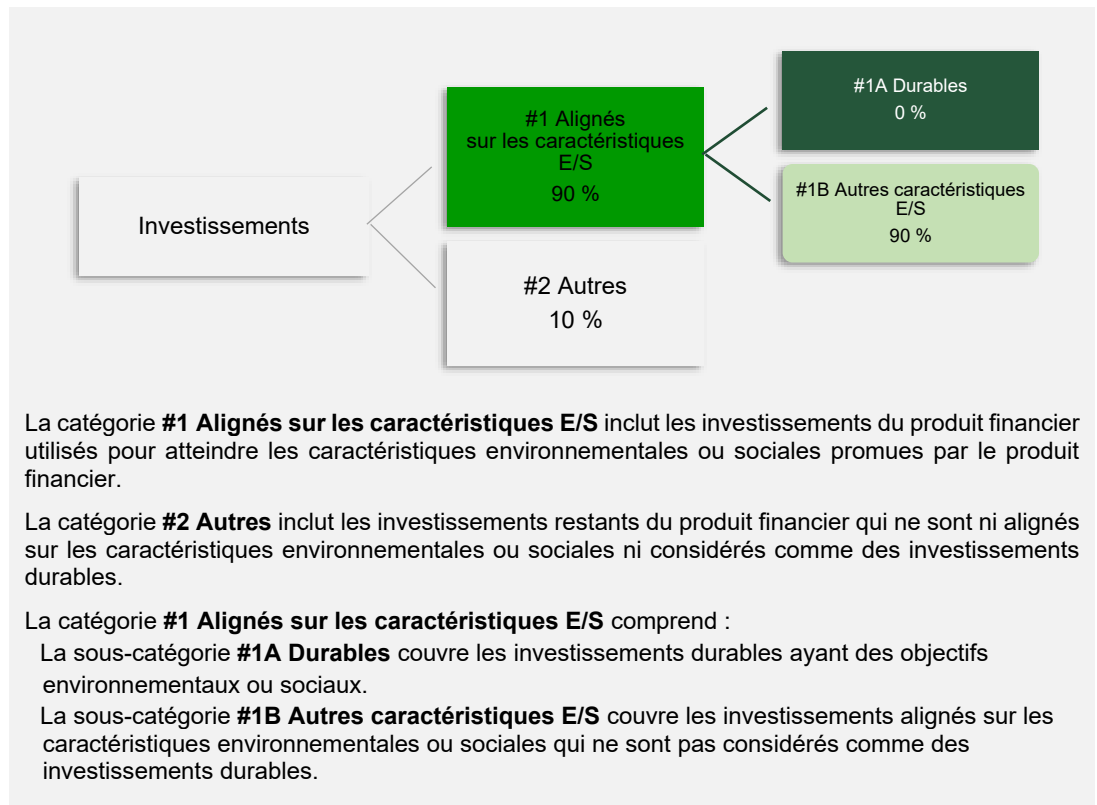 Investissements
#1 Alignés
sur les caractéristiques
E/S
90 %
#2 Autres
10 %
#1A Durables
0 %
#1B Autres caractéristiques
E/S
90 %
La catégorie #1 Alignés sur les caractéristiques E/S inclut les investissements du produit financier
utilisés pour atteindre les caractéristiques environnementales ou sociales promues par le produit
financier.
La catégorie #2 Autres inclut les investissements restants du produit financier qui ne sont ni alignés
sur les caractéristiques environnementales ou sociales ni considérés comme des investissements
durables.
La catégorie #1 Alignés sur les caractéristiques E/S comprend :
La sous-catégorie #1A Durables couvre les investissements durables ayant des objectifs
environnementaux ou sociaux.
La sous-catégorie #1B Autres caractéristiques E/S couvre les investissements alignés sur les
caractéristiques environnementales ou sociales qui ne sont pas considérés comme des
investissements durables.